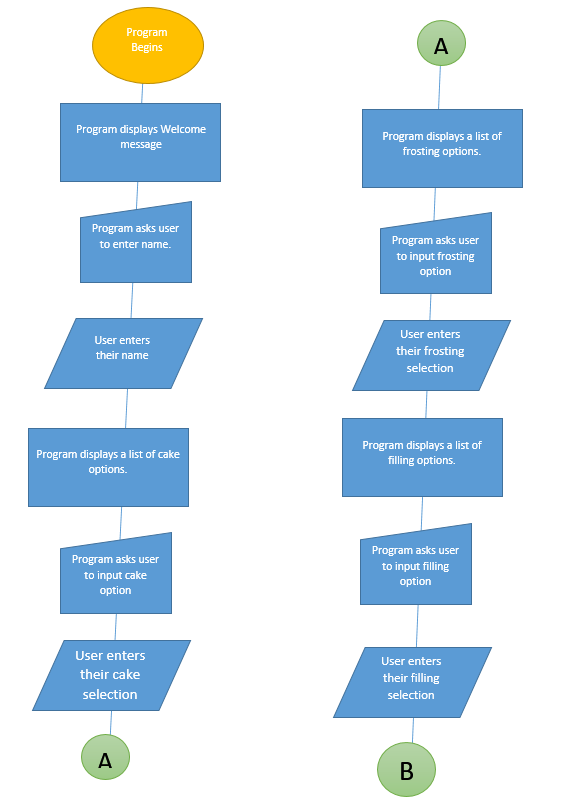 Program
Begins
Program displays Welcome
message
Program asks user
to enter name.
User enters
their name
Program displays a list of cake
options.
Program asks user
to input cake
option
User enters
their cake
selection
A
A
Program displays a list of
frosting options.
Program asks user
to input frosting
option
User enters
their frosting
selection
Program displays a list of
filling options.
Program asks user
to input filling
option
User enters
their filling
selection
B